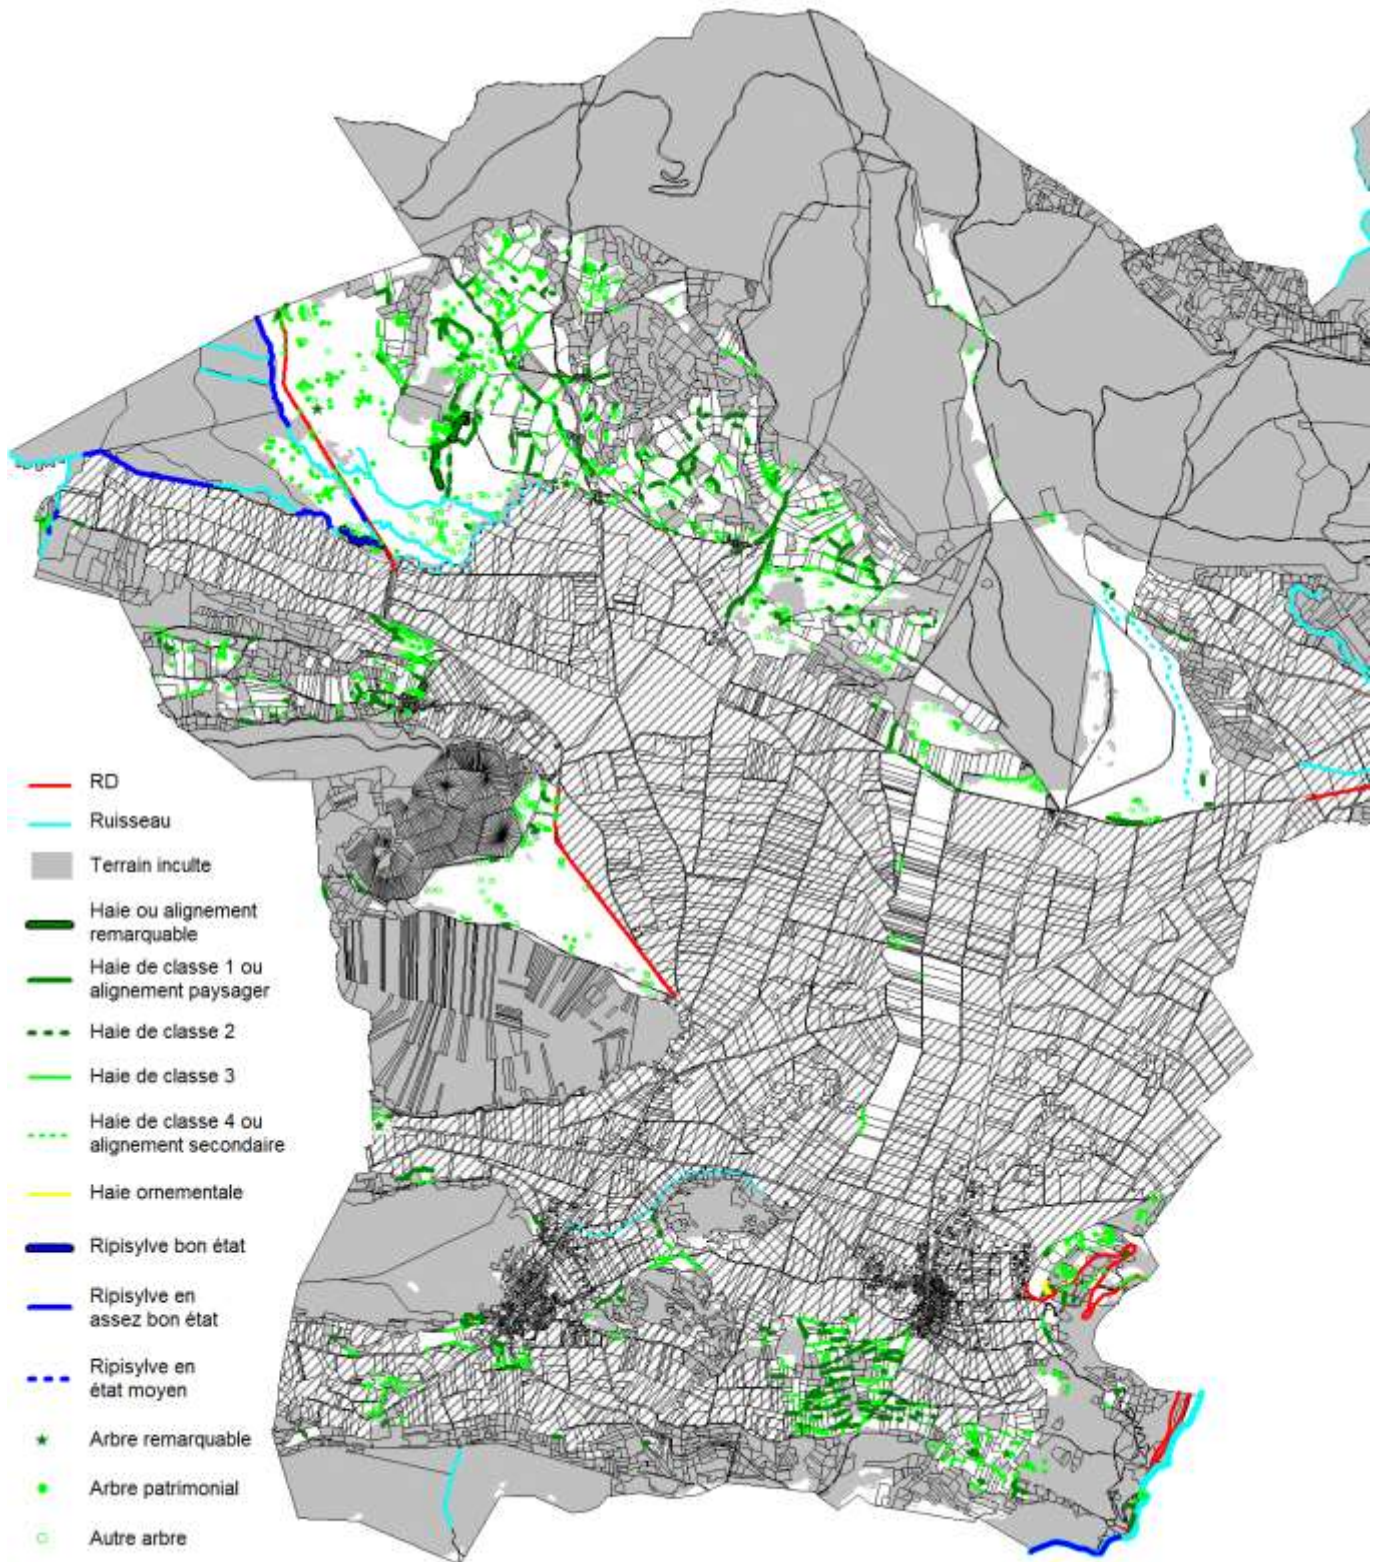 RD
Ruisseau
Terrain inculte
Haie ou alignement
remarquable
Haie de classe 1 ou
alignement paysager
Haie de classe 2
Haie de classe 3
Haie de classe 4 ou
alignement secondaire
Haie ornementale
Ripisylve bon état
Ripisylve en
assez bon état
Ripisylve en
état moyen
Arbre remarquable
Arbre patrimonial
Autre arbre